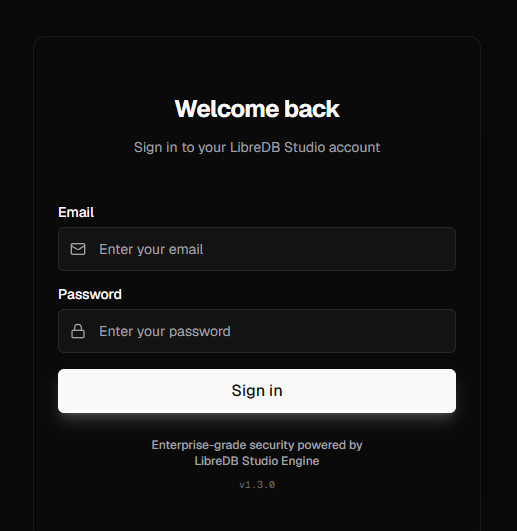 Welcome back
Sign in to your LibreDB Studio account
Email
Enter your email
Password
Enter your password
Sign in
Enterprise-grade security powered by
LibreDB Studio Engine
v1.3.0